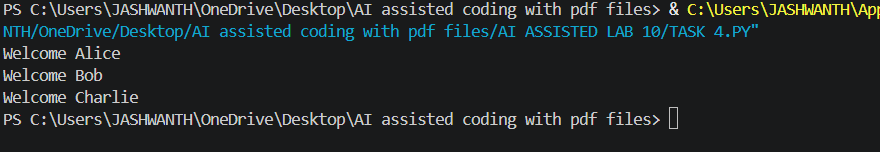 PS C:\Users\JASHWANTH\OneDrive\Desktop\AI assisted coding with pdf files> & C:\Users\JASHWANTH\Ap
NTH/OneDrive/Desktop/AI assisted coding with pdf files/AI ASSISTED LAB 10/TASK 4.PY"
Welcome Alice
Welcome Bob
Welcome Charlie
PS C:\Users\JASHWANTH\OneDrive\Desktop\AI assisted coding with pdf files>